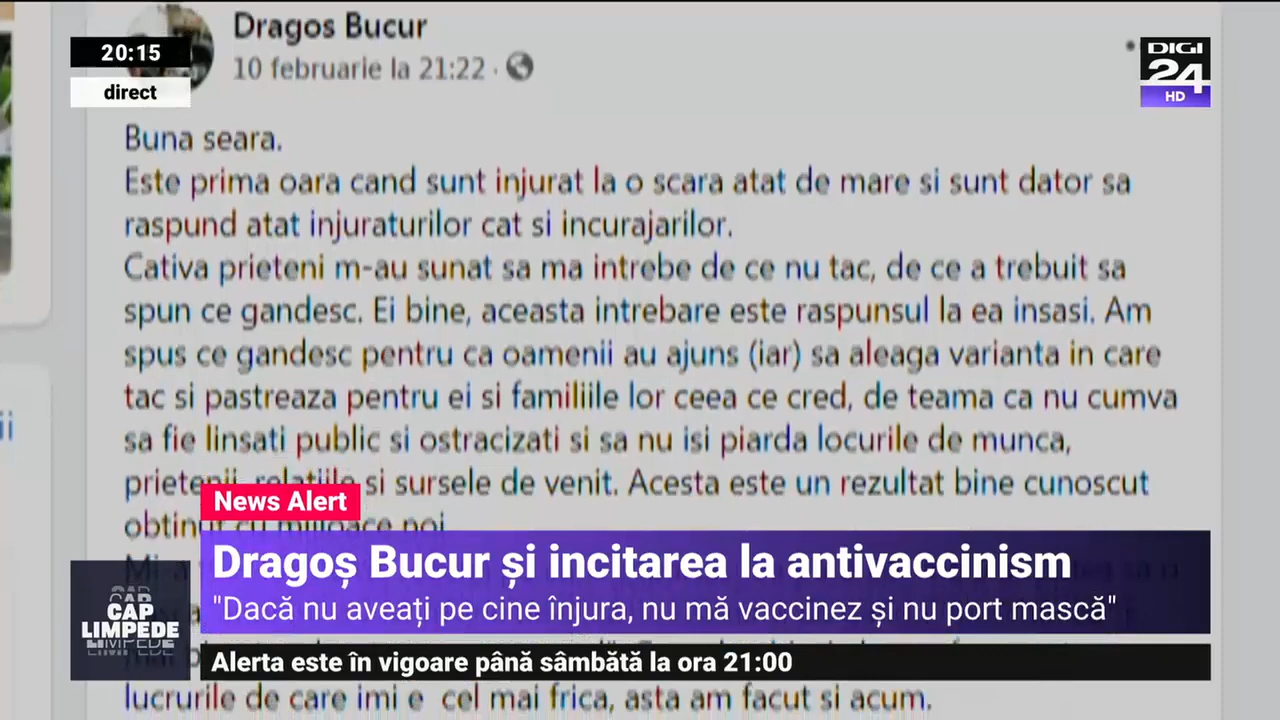 Dragos Bucur
20:15
10 februarie la 21:22 ·
direct
DIGI
24
HD
Buna seara.
Este prima oara cand sunt injurat la o scara atat de mare si sunt dator sa
raspund atat injuraturilor cat si incurajarilor.
Cativa prieteni m-au sunat sa ma intrebe de ce nu tac, de ce a trebuit sa
spun ce gandesc. Ei bine, aceasta intrebare este raspunsul la ea insasi. Am
spus ce gandesc pentru ca oamenii au ajuns (iar) sa aleaga varianta in care
tac si pastreaza pentru ei si familiile lor ceea ce cred, de teama ca nu cumva
sa fie linsati public si ostracizati si sa nu isi piarda locurile de munca,
prietenii, relatiile si sursele de venit. Acesta este un rezultat bine cunoscut
obtinut cu mijloace noi
News Alert
Dragoș Bucur și incitarea la antivaccinism
"Dacă nu aveați pe cine înjura, nu mă vaccinez și nu port mască"
CAP
LIMPEDE
Alerta este în vigoare până sâmbătă la ora 21:00
lucrurile de care imi e cel mai frica, asta am facut si acum.